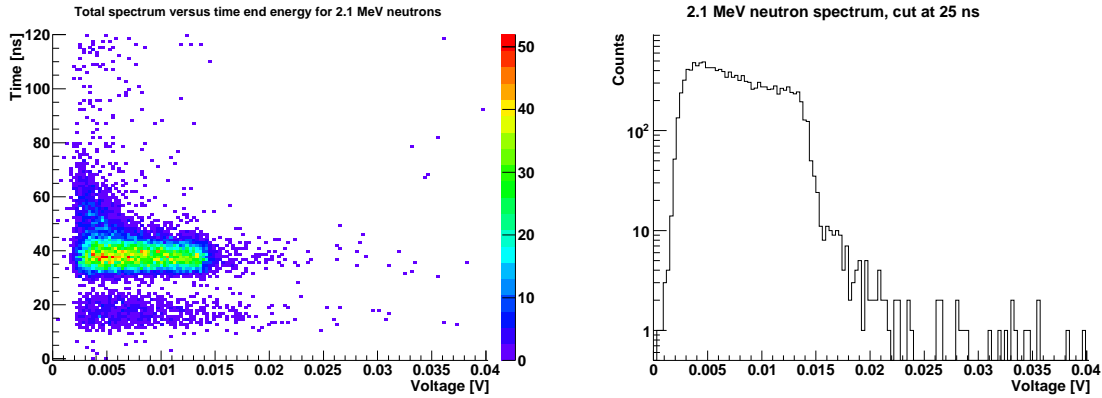 Total spectrum versus time end energy for 2.1 MeV neutrons
Time [ns]
120
100
80
60
40
20
0
0 0.005 0.01 0.015 0.02 0.025 0.03 0.035 0.04
Voltage [V]
50
40
30
20
10
0
2.1 MeV neutron spectrum, cut at 25 ns
Counts
10²
10
1
0 0.005 0.01 0.015 0.02 0.025 0.03 0.035 0.04
Voltage [V]